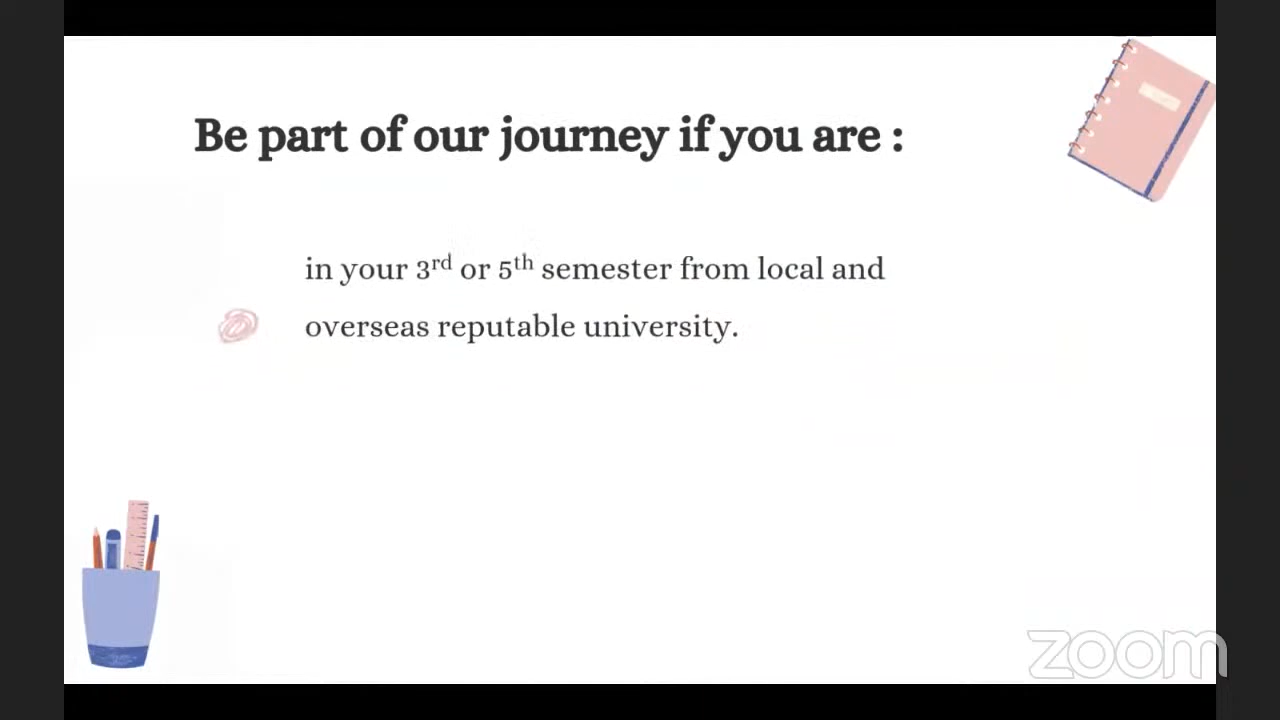 Be part of our journey if you are :
in your 3rd or 5th semester from local and
overseas reputable university.
zoom